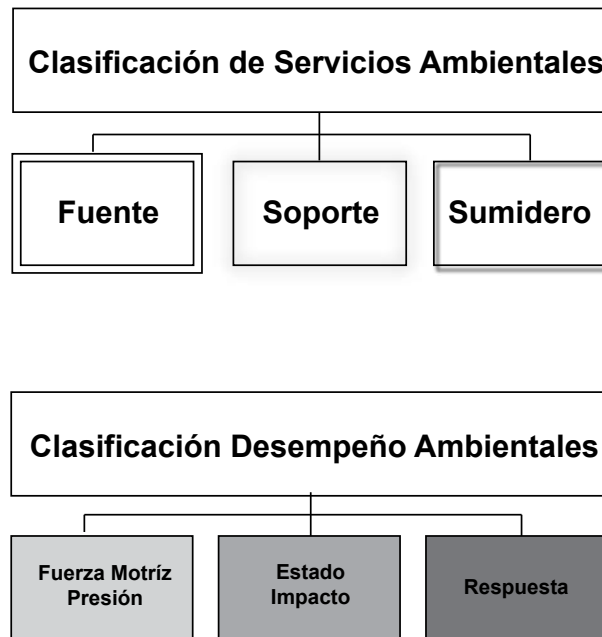 Clasificación de Servicios Ambientales
Fuente
Soporte
Sumidero
Clasificación Desempeño Ambientales
Fuerza Motríz
Presión
Estado
Impacto
Respuesta